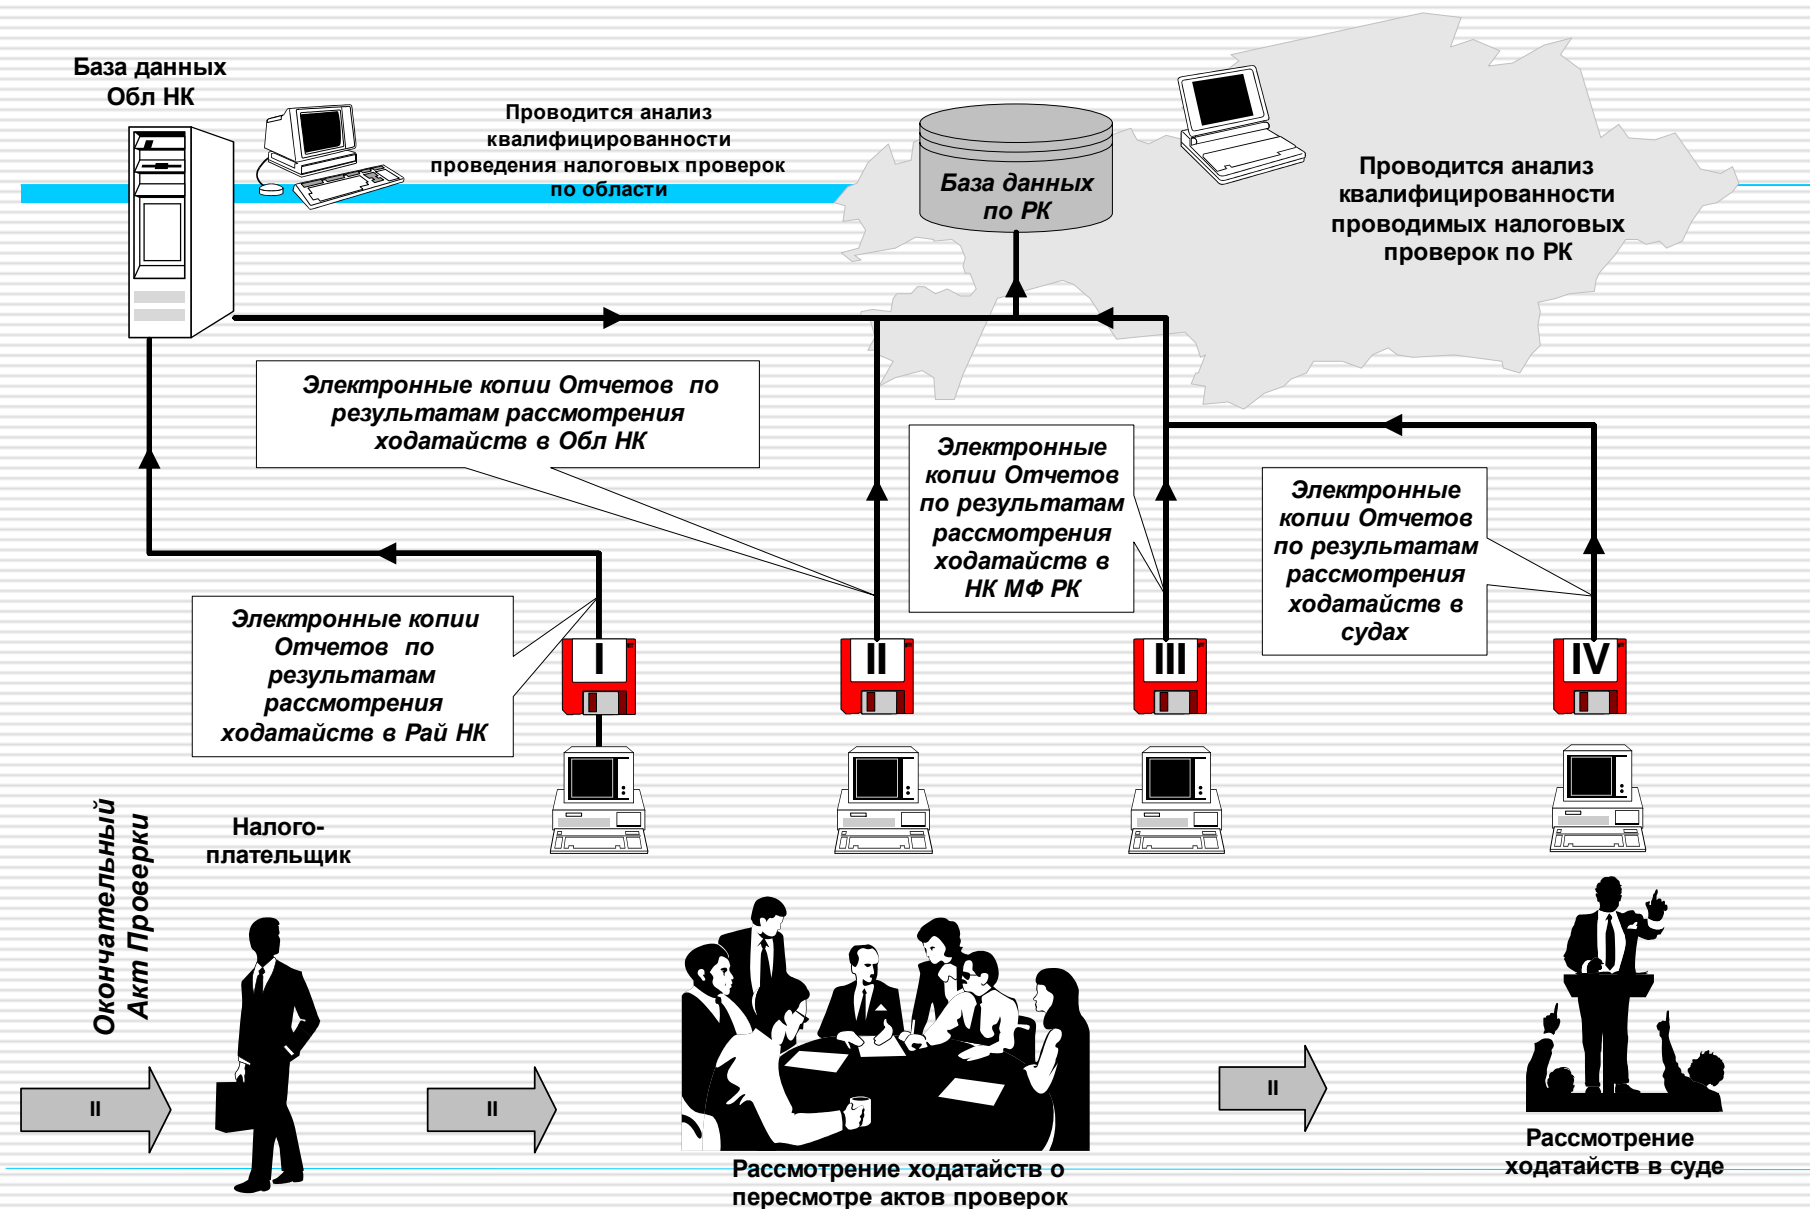 База данных
Обл НК
Проводится анализ
квалифицированности
проведения налоговых проверок
по области
База данных
по РК
Проводится анализ
квалифицированности
проводимых налоговых
проверок по РК
Электронные копии Отчетов по
результатам рассмотрения
ходатайств в Обл НК
Электронные
копии Отчетов
по результатам
рассмотрения
ходатайств в
НК МФ РК
Электронные
копии Отчетов
по результатам
рассмотрения
ходатайств в
судах
Электронные копии
Отчетов по
результатам
рассмотрения
ходатайств в Рай НК
I
II
III
IV
Окончательный
Акт Проверки
Налого-
плательщик
II
II
II
Рассмотрение ходатайств о
пересмотре актов проверок
Рассмотрение
ходатайств в суде